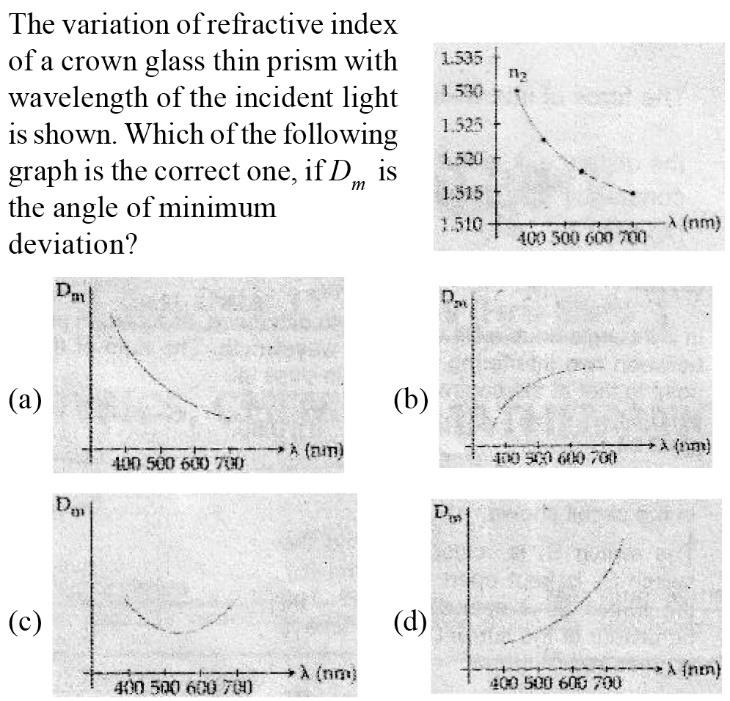 The variation of refractive index
of a crown glass thin prism with
wavelength of the incident light
is shown. Which of the following
graph is the correct one, if Dm is
the angle of minimum
deviation?
1.535
n2
1.530
1.525
1.520
1.515
1.510
λ (nm)
400 500 600 700
Dm
(a)
λ (nm)
400 500 600 700
Dm
(b)
λ (nm)
400 500 600 700
Dm
(c)
λ (nm)
400 500 600 700
Dm
(d)
λ (nm)
400 500 600 700